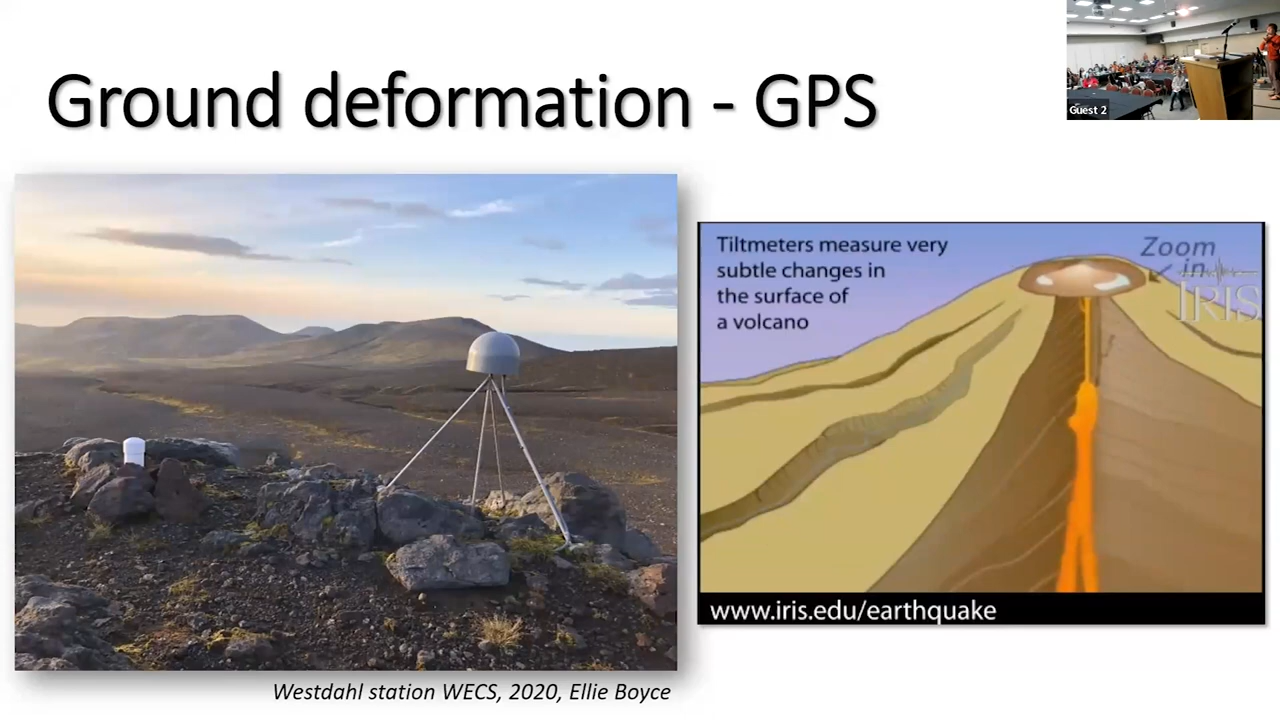 Ground deformation - GPS
Guest 2
Tiltmeters measure very
subtle changes in
the surface of
a volcano
Zoom
in
IRIS
www.iris.edu/earthquake
Westdahl station WECS, 2020, Ellie Boyce